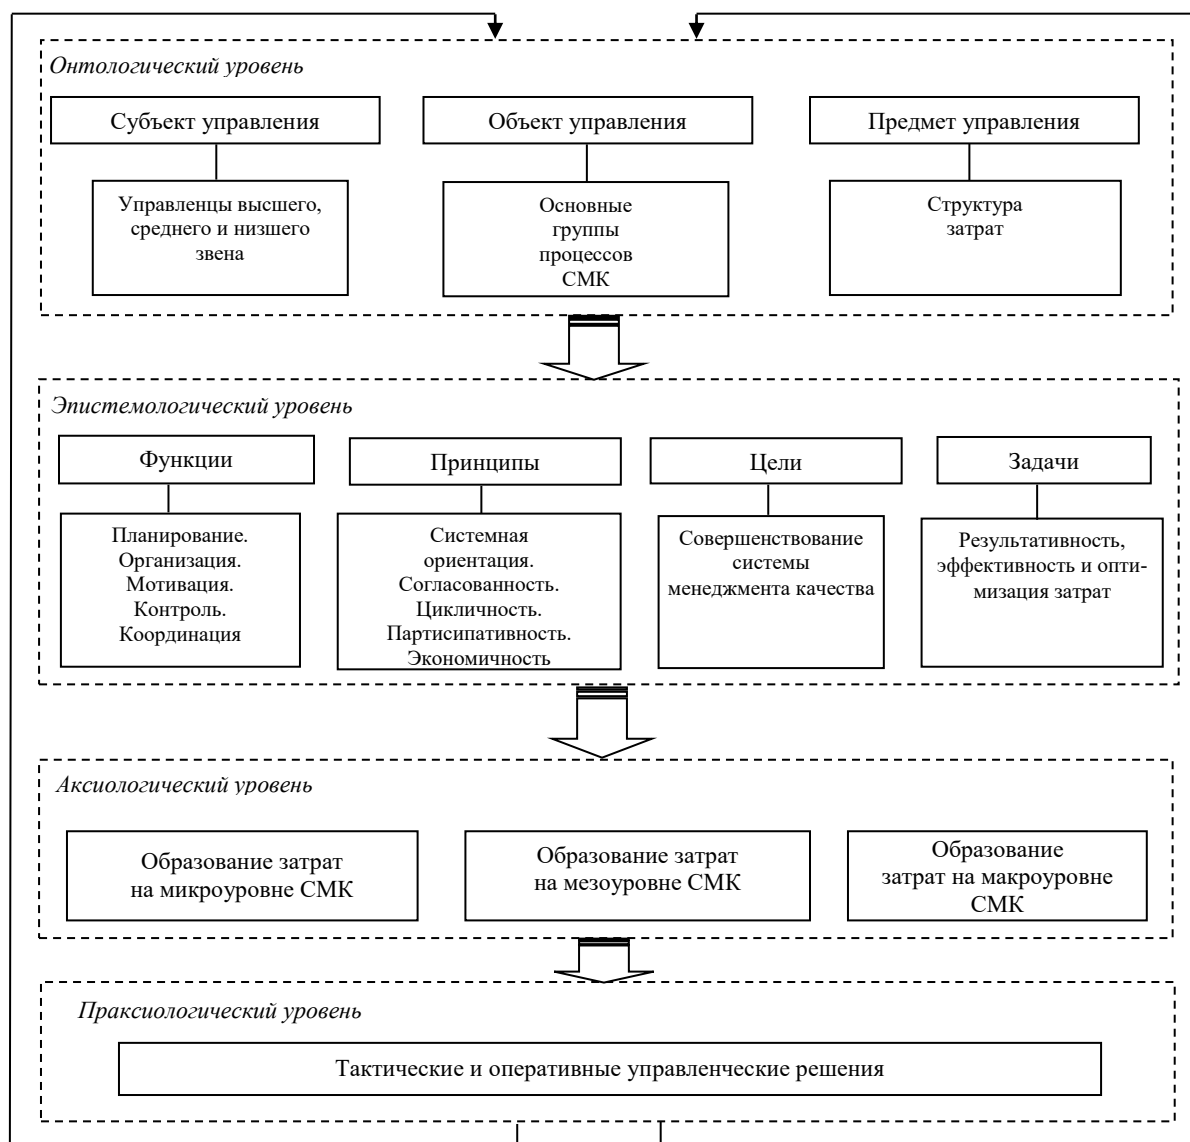 Онтологический уровень
Субъект управления
Объект управления
Предмет управления
Управленцы высшего,
среднего и низшего
звена
Основные
группы
процессов
СМК
Структура
затрат
Эпистемологический уровень
Функции
Принципы
Цели
Задачи
Планирование.
Организация.
Мотивация.
Контроль.
Координация
Системная
ориентация.
Согласованность.
Цикличность.
Партисипативность.
Экономичность
Совершенствование
системы
менеджмента качества
Результативность,
эффективность и опти-
мизация затрат
Аксиологический уровень
Образование затрат
на микроуровне СМК
Образование затрат
на мезоуровне СМК
Образование
затрат на макроуровне
СМК
Праксиологический уровень
Тактические и оперативные управленческие решения